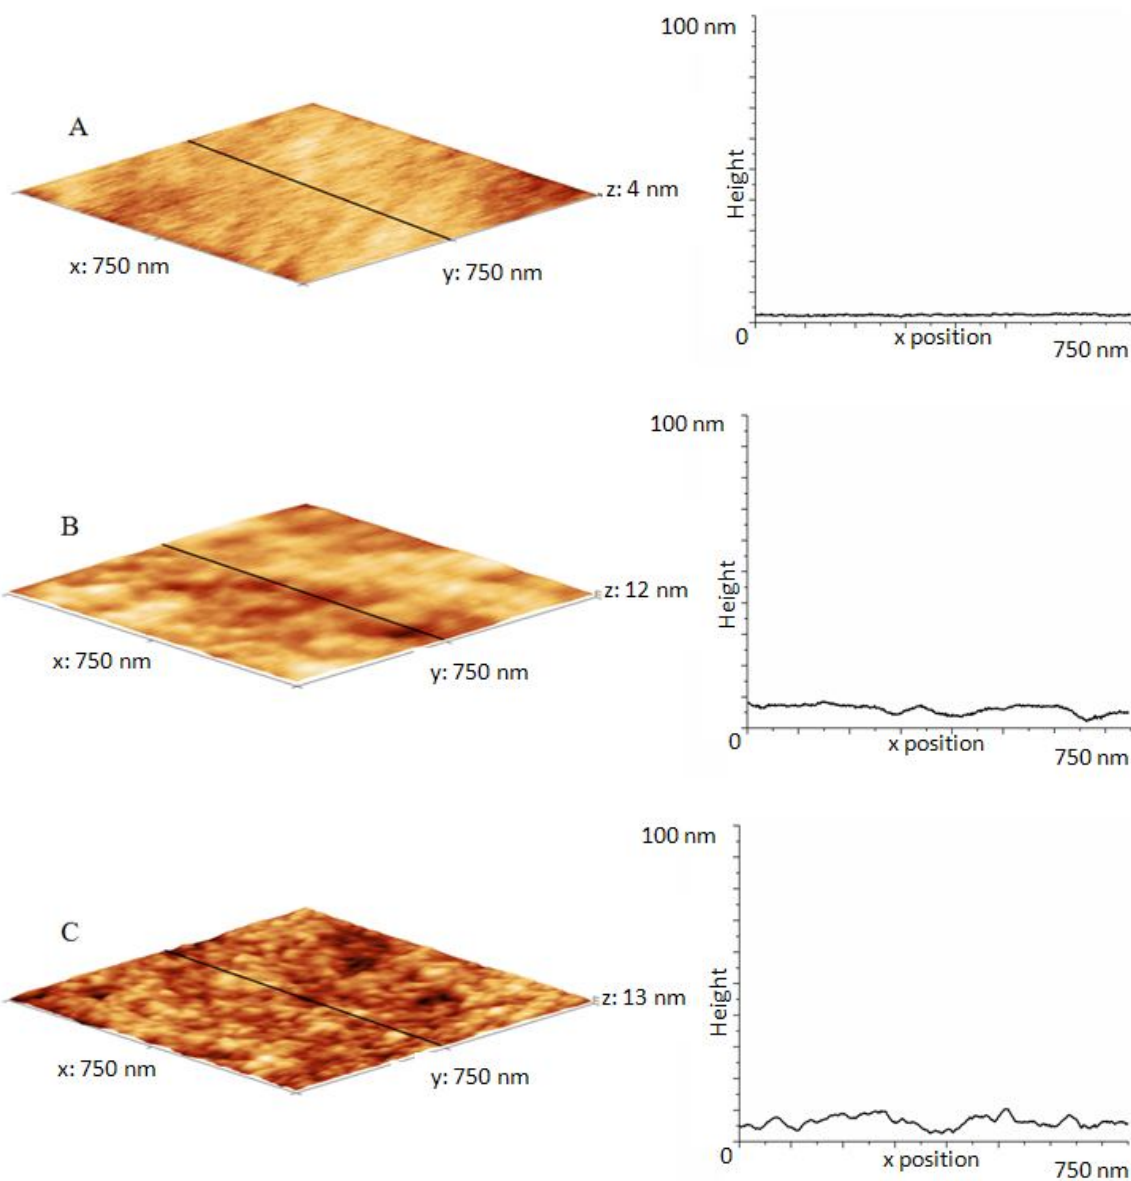 A
z: 4 nm
x: 750 nm
y: 750 nm
100 nm
Height
0
x position
750 nm
B
z: 12 nm
x: 750 nm
y: 750 nm
100 nm
Height
0
x position
750 nm
C
z: 13 nm
x: 750 nm
y: 750 nm
100 nm
Height
0
x position
750 nm